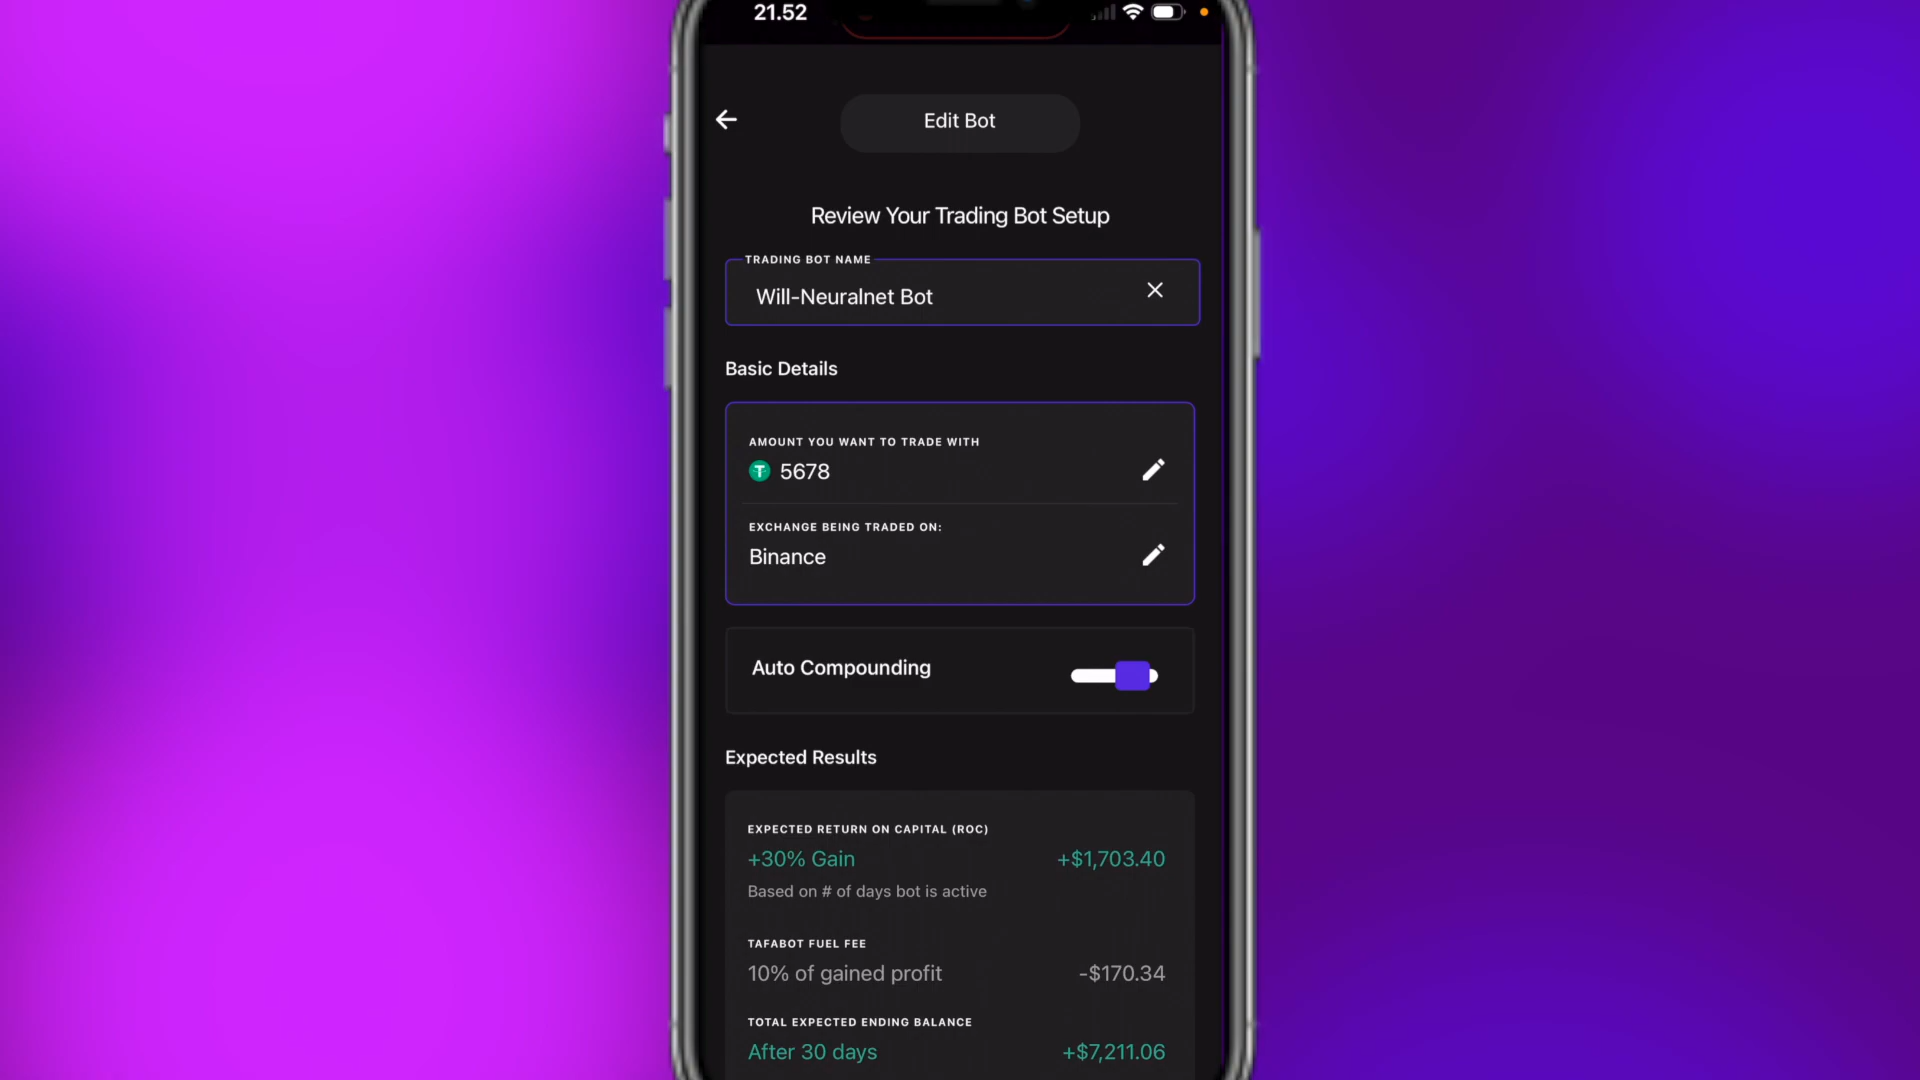 21.52
Edit Bot
Review Your Trading Bot Setup
TRADING BOT NAME
Will-Neuralnet Bot
Basic Details
AMOUNT YOU WANT TO TRADE WITH
5678
EXCHANGE BEING TRADED ON:
Binance
Auto Compounding
Expected Results
EXPECTED RETURN ON CAPITAL (ROC)
+30% Gain +$1,703.40
Based on # of days bot is active
TAFABOT FUEL FEE
10% of gained profit -$170.34
TOTAL EXPECTED ENDING BALANCE
After 30 days +$7,211.06